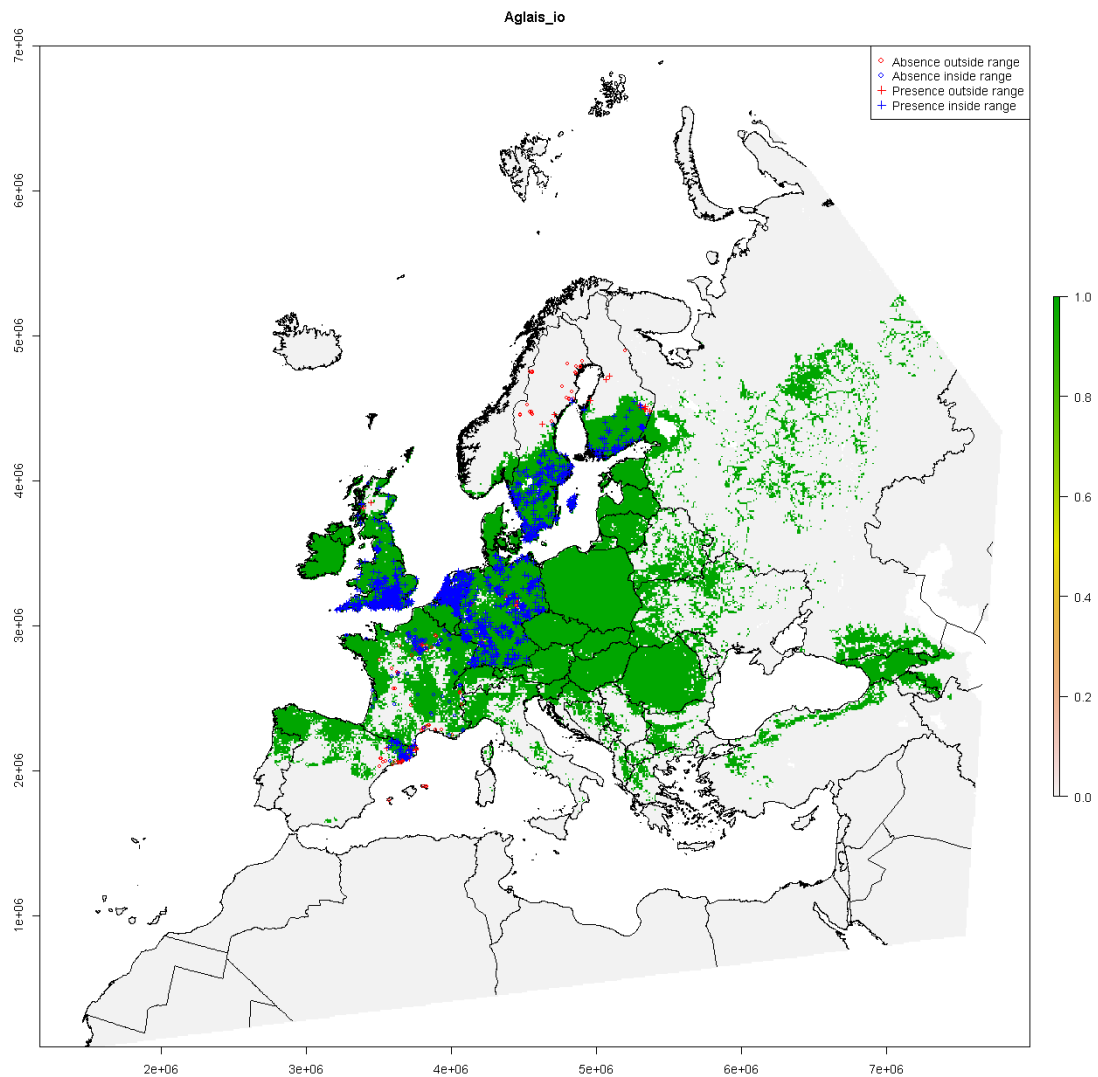 Aglais_io
Absence outside range
Absence inside range
Presence outside range
Presence inside range
7e+06
6e+06
5e+06
4e+06
3e+06
2e+06
1e+06
1.0
0.8
0.6
0.4
0.2
0.0
2e+06 3e+06 4e+06 5e+06 6e+06 7e+06